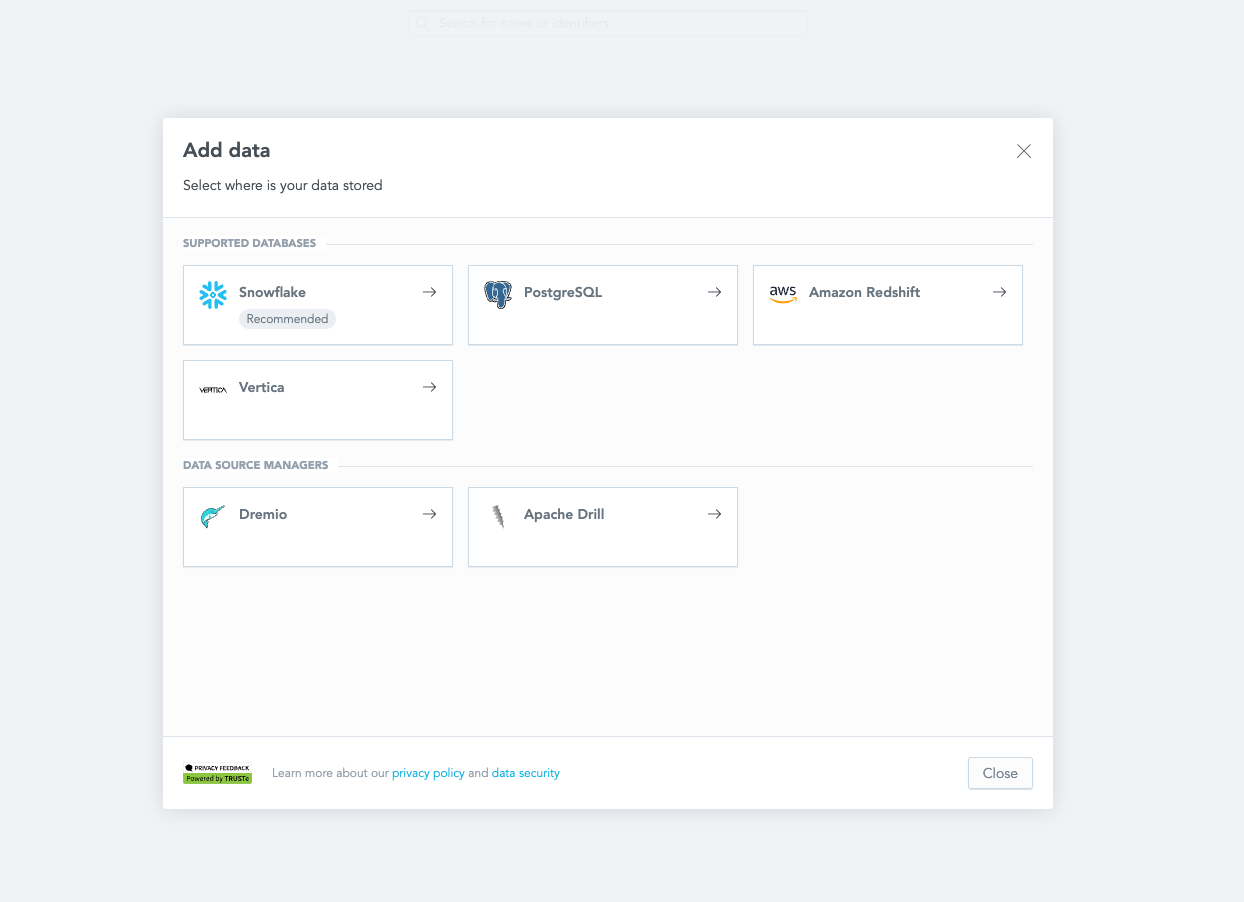 Search for name or identifiers
Add data
Select where is your data stored
SUPPORTED DATABASES
Snowflake
Recommended
PostgreSQL
aws Amazon Redshift
VERTICA Vertica
DATA SOURCE MANAGERS
Dremio
Apache Drill
PRIVACY FEEDBACK
Powered by TRUSTe
Learn more about our privacy policy and data security
Close